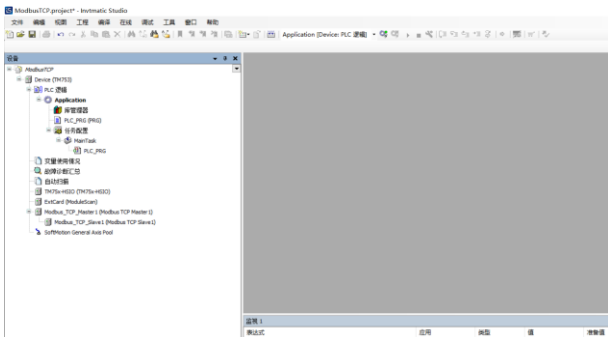 ModbusTCP.project* - Invtmatic Studio
文件 编辑 视图 工程 编译 在线 调试 工具 窗口 帮助
Application [Device: PLC 逻辑]
设备
ModbusTCP
Device (TM753)
PLC 逻辑
Application
库管理器
PLC_PRG (PRG)
任务配置
MainTask
PLC_PRG
变量使用情况
故障诊断汇总
自动扫描
TM75x-HSIO (TM75x-HSIO)
ExtCard (ModuleScan)
Modbus_TCP_Master1 (Modbus TCP Master1)
Modbus_TCP_Slave1 (Modbus TCP Slave1)
SoftMotion General Axis Pool
监视 1
表达式 应用 类型 值 准备值